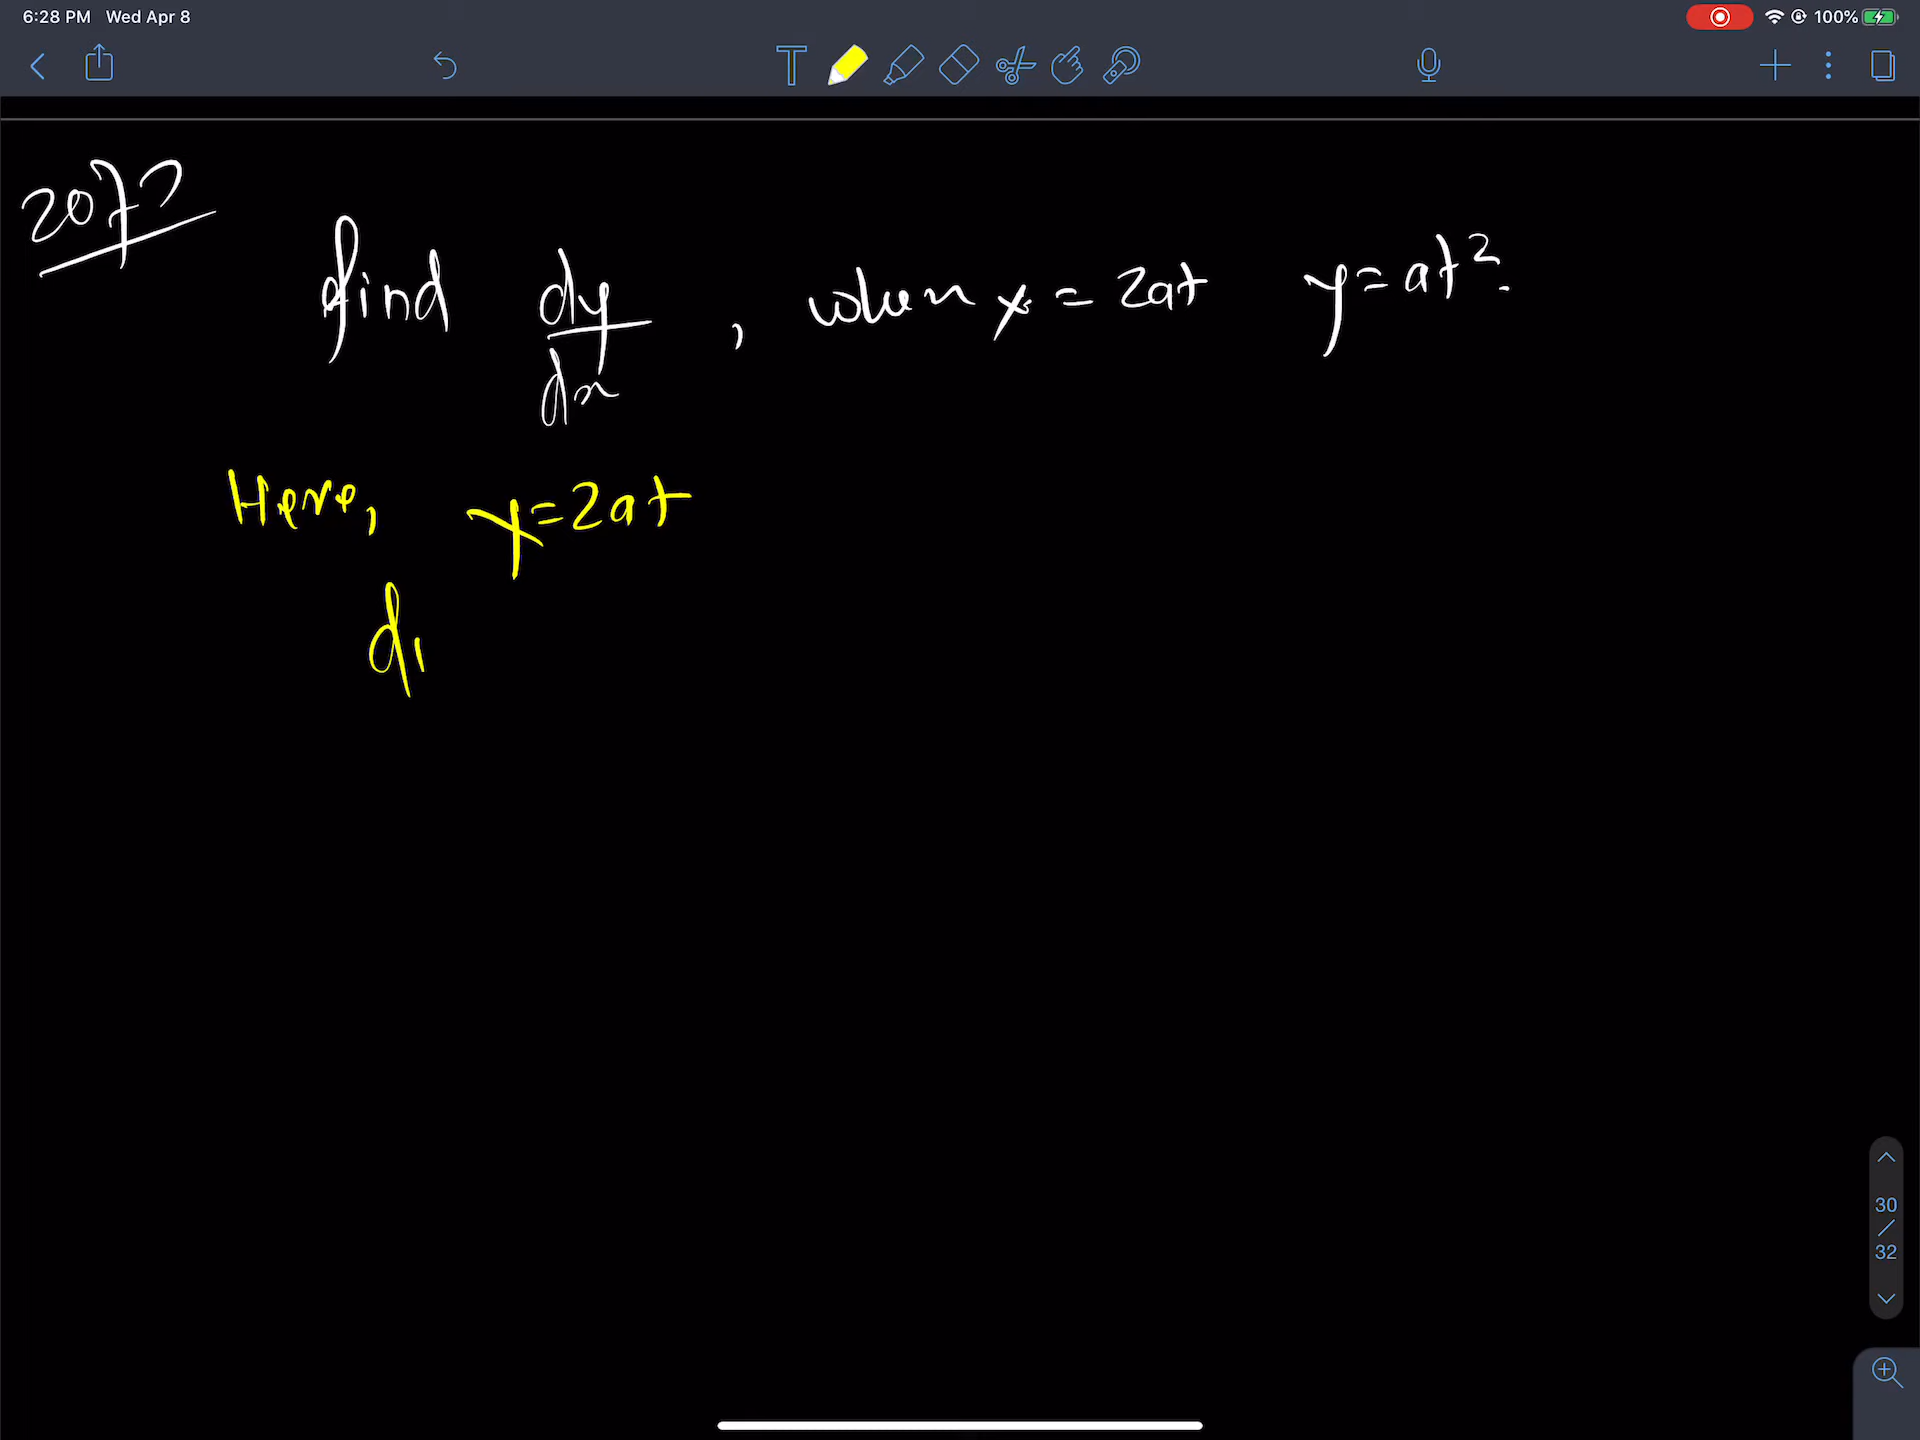 6:28 PM Wed Apr 8
100%
T
2072
find dy/dx , when x = 2at y = at².
Here, x = 2at
30
/
32